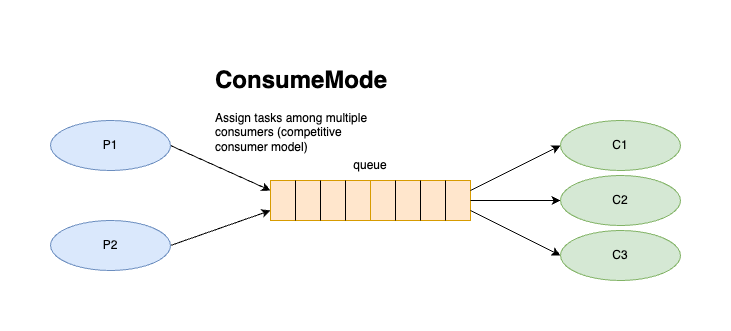 ConsumeMode
Assign tasks among multiple
consumers (competitive
consumer model)
queue
P1
P2
C1
C2
C3